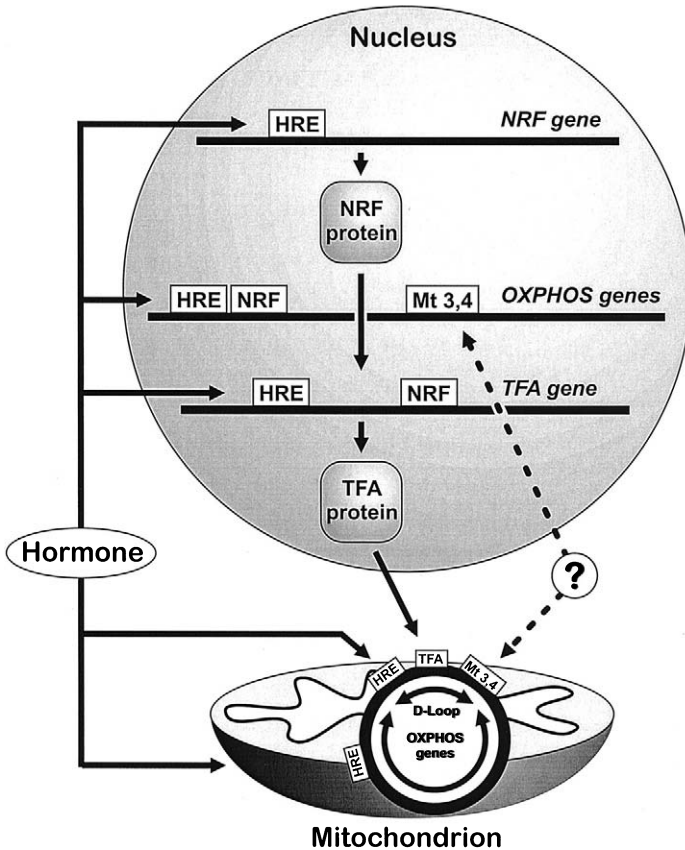 Nucleus
HRE
NRF gene
NRF
protein
HRE NRF
Mt 3,4
OXPHOS genes
HRE
NRF
TFA gene
TFA
protein
Hormone
?
HRE
TFA
Mt 3,4
D-Loop
OXPHOS
genes
HRE
Mitochondrion